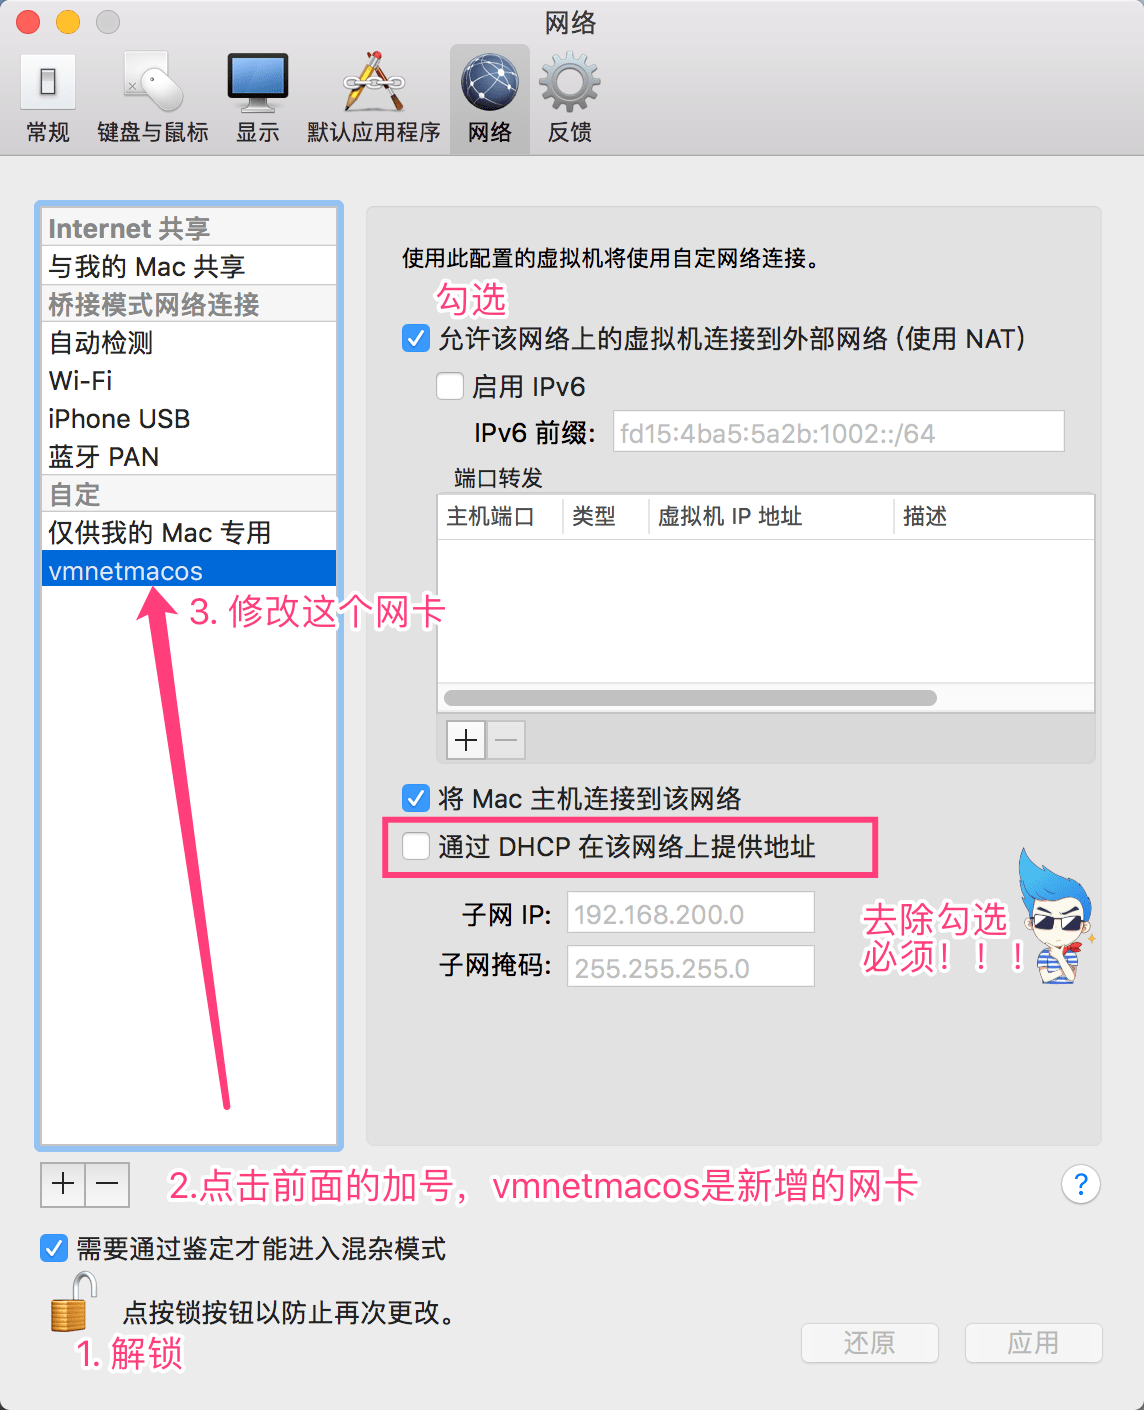 网络
常规
键盘与鼠标
显示
默认应用程序
网络
反馈
Internet 共享
与我的 Mac 共享
桥接模式网络连接
自动检测
Wi-Fi
iPhone USB
蓝牙 PAN
自定
仅供我的 Mac 专用
vmnetmacos
3. 修改这个网卡
使用此配置的虚拟机将使用自定网络连接。
勾选
允许该网络上的虚拟机连接到外部网络 (使用 NAT)
启用 IPv6
IPv6 前缀: fd15:4ba5:5a2b:1002::/64
端口转发
主机端口 类型 虚拟机 IP 地址 描述
将 Mac 主机连接到该网络
通过 DHCP 在该网络上提供地址
子网 IP: 192.168.200.0
子网掩码: 255.255.255.0
去除勾选
必须！！！
2.点击前面的加号，vmnetmacos是新增的网卡
?
需要通过鉴定才能进入混杂模式
点按锁按钮以防止再次更改。
1. 解锁
还原
应用